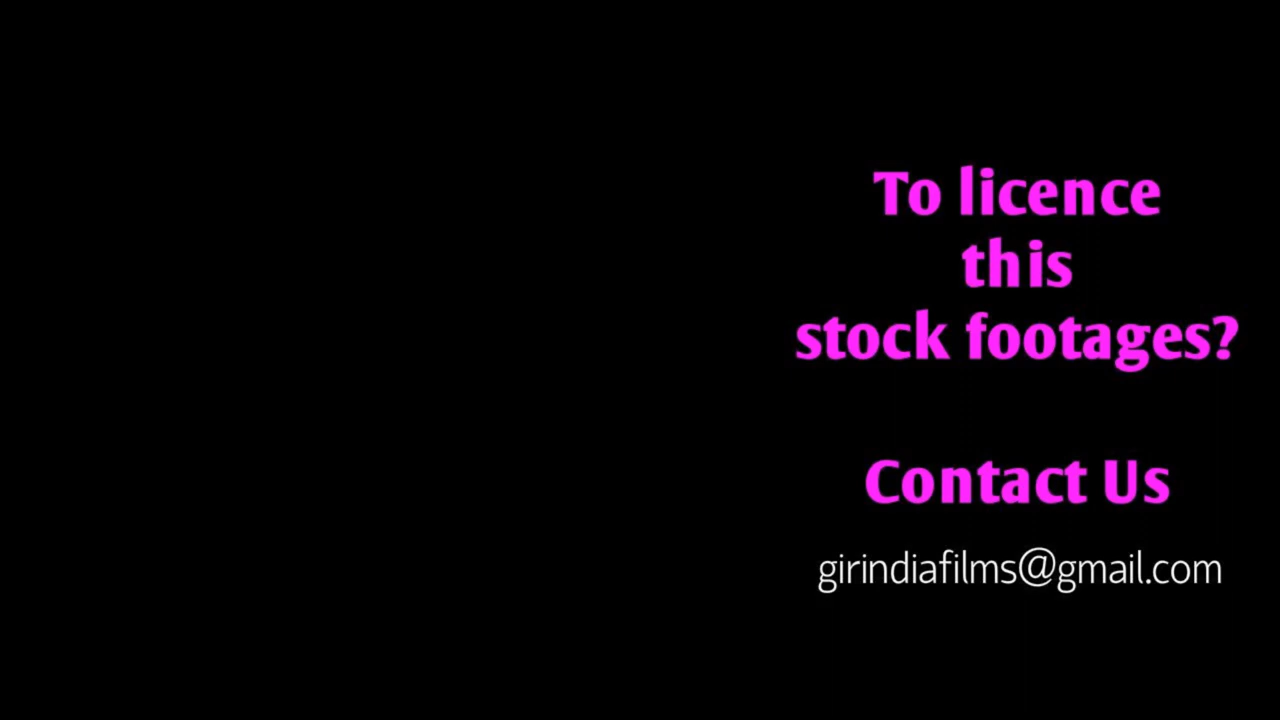 To licence
this
stock footages?
Contact Us
girindiafilms@gmail.com